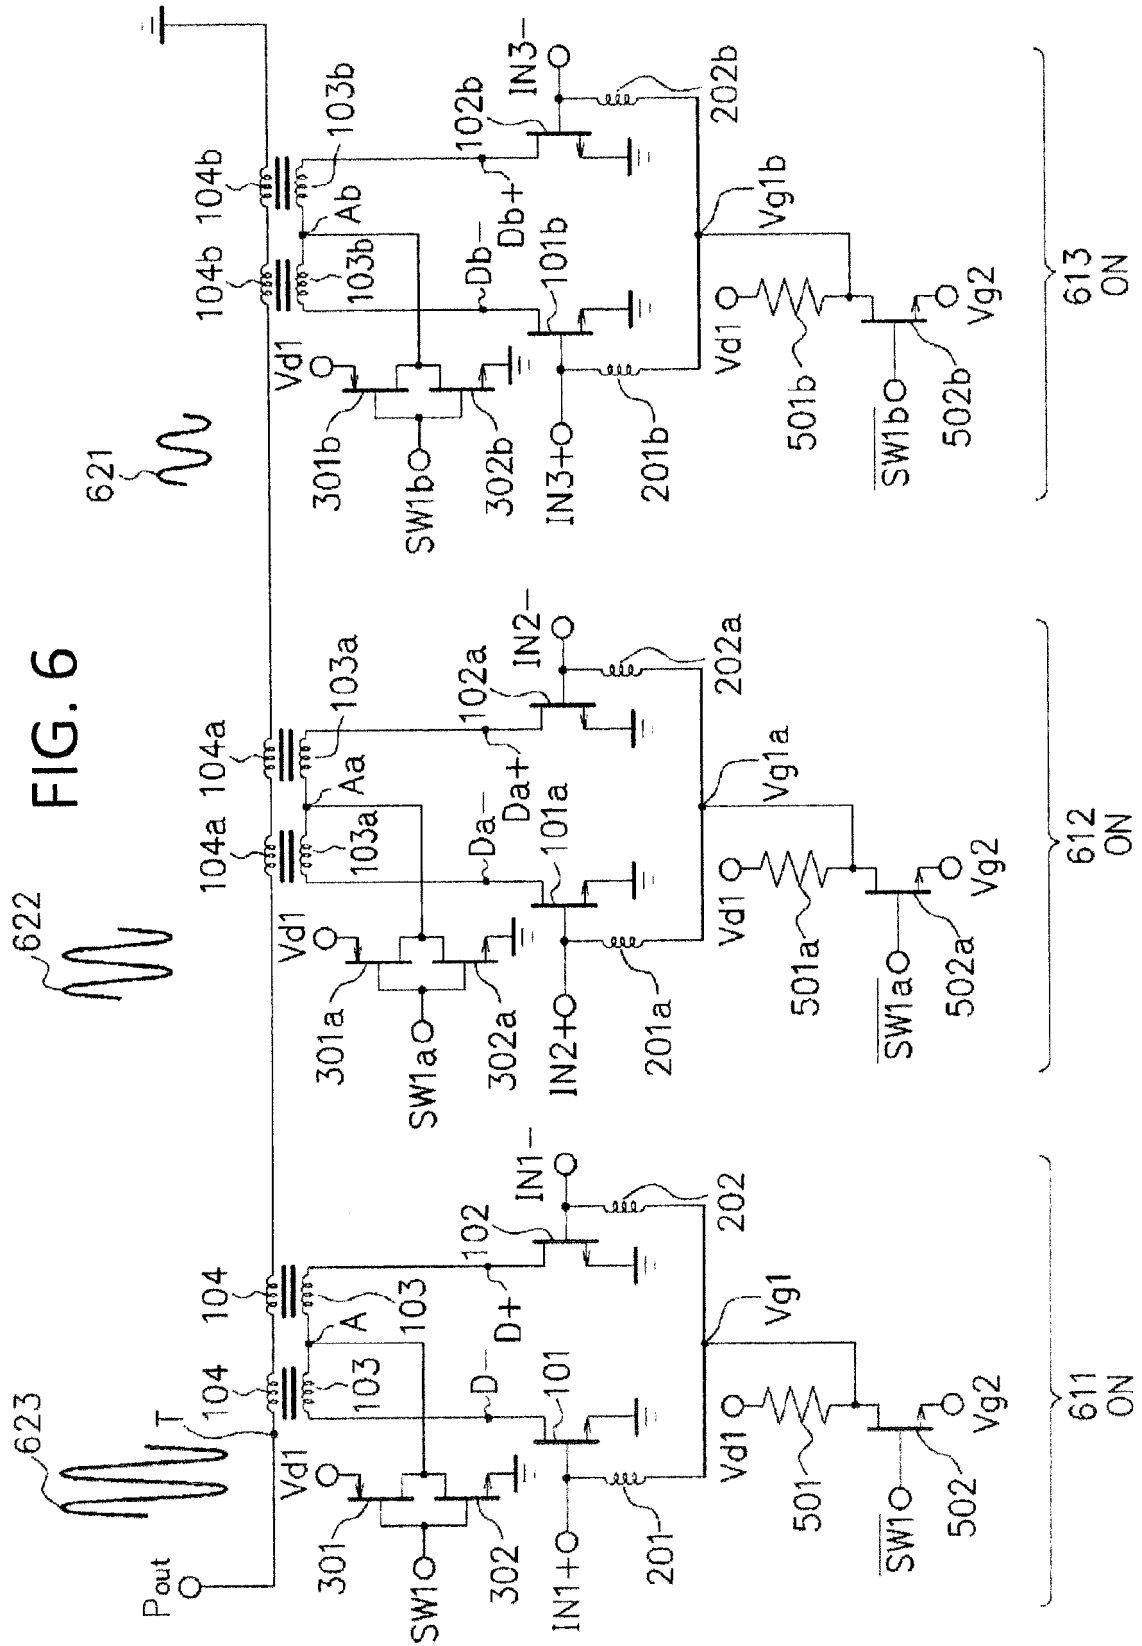 FIG. 6
623
622
621
Pout
T
104
104
104a
104a
104b
104b
103
103
103a
103a
103b
103b
A
Aa
Ab
Vd1
Vd1
Vd1
301
301a
301b
SW1
SW1a
SW1b
302
302a
302b
D-
D+
Da-
Da+
Db-
Db+
101
102
101a
102a
101b
102b
IN1+
IN1-
IN2+
IN2-
IN3+
IN3-
201
202
201a
202a
201b
202b
Vg1
Vg1a
Vg1b
Vd1
Vd1
Vd1
501
501a
501b
S̅W̅1̅
S̅W̅1̅a̅
S̅W̅1̅b̅
502
502a
502b
Vg2
Vg2
Vg2
611
ON
612
ON
613
ON